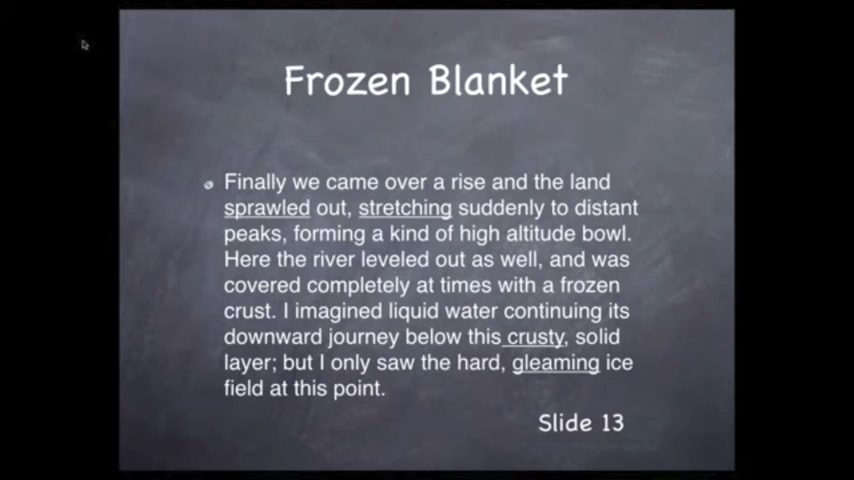 Frozen Blanket
Finally we came over a rise and the land
sprawled out, stretching suddenly to distant
peaks, forming a kind of high altitude bowl.
Here the river leveled out as well, and was
covered completely at times with a frozen
crust. I imagined liquid water continuing its
downward journey below this crusty, solid
layer; but I only saw the hard, gleaming ice
field at this point.
Slide 13